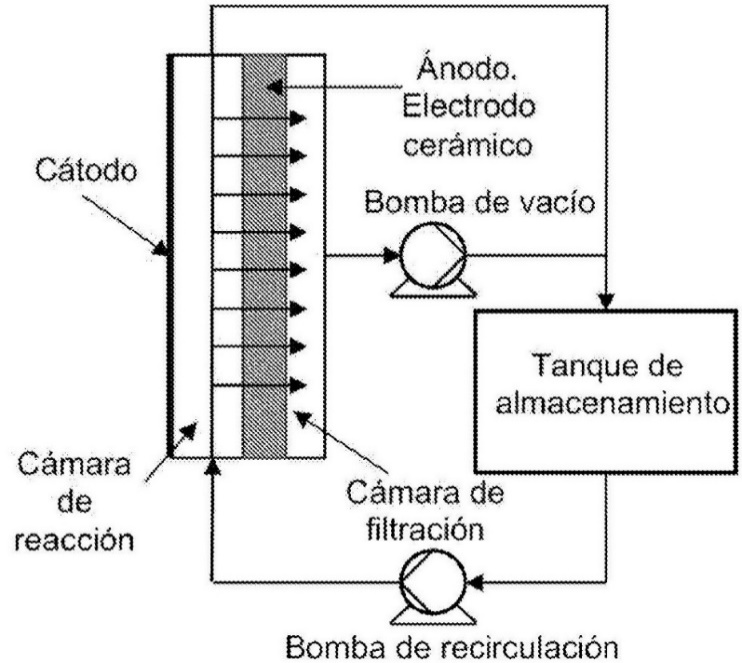 Ánodo.
Electrodo
cerámico
Cátodo
Bomba de vacío
Tanque de
almacenamiento
Cámara
de
reacción
Cámara de
filtración
Bomba de recirculación